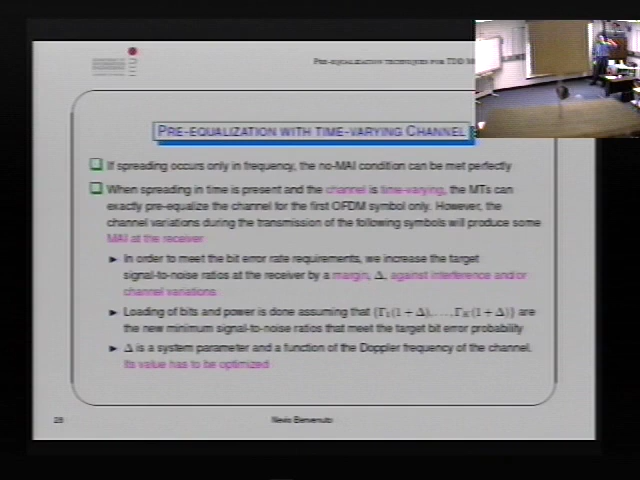 PRE-EQUALIZATION TECHNIQUES FOR TDD
PRE-EQUALIZATION WITH TIME-VARYING CHANNEL
If spreading occurs only in frequency, the no-MAI condition can be met perfectly
When spreading in time is present and the channel is time-varying, the MTs can
exactly pre-equalize the channel for the first OFDM symbol only. However, the
channel variations during the transmission of the following symbols will produce some
MAI at the receiver
► In order to meet the bit error rate requirements, we increase the target
signal-to-noise ratios at the receiver by a margin, Δ, against interference and/or
channel variations.
► Loading of bits and power is done assuming that {Γ1(1 + Δ), . . . , ΓK(1 + Δ)} are
the new minimum signal-to-noise ratios that meet the target bit error probability
► Δ is a system parameter and a function of the Doppler frequency of the channel.
Its value has to be optimized
Nevio Benvenuto